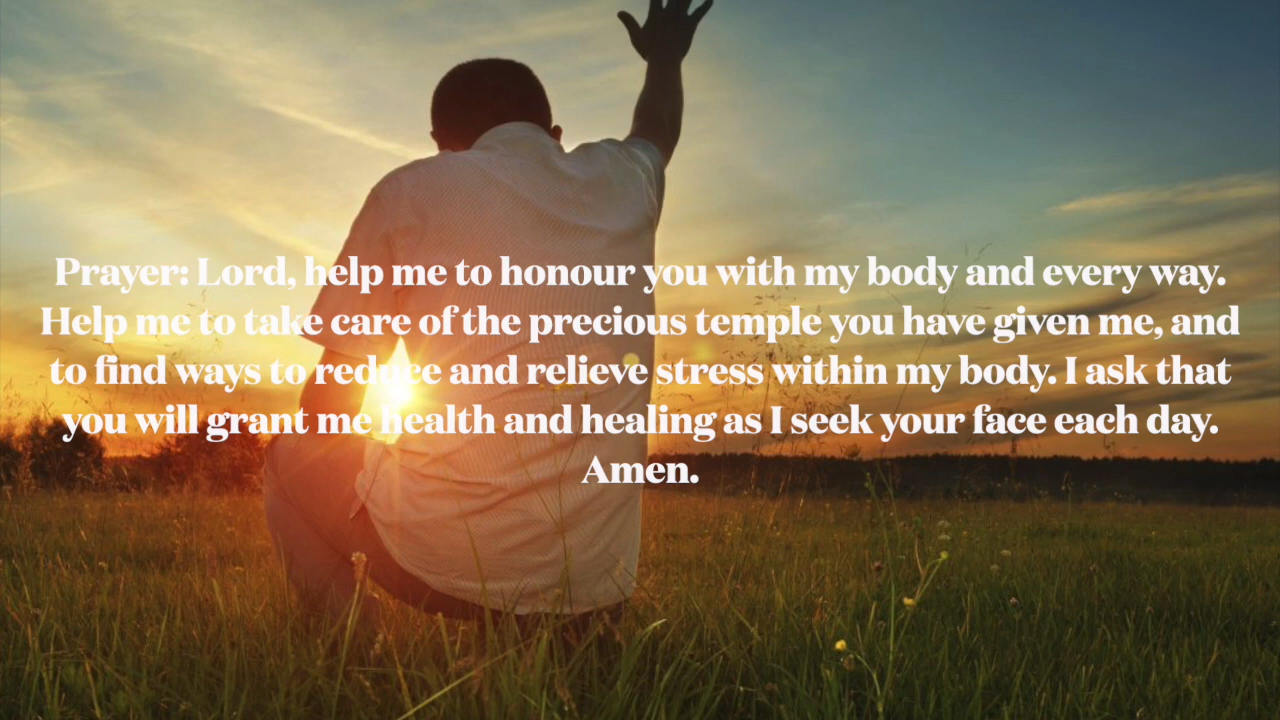 Prayer: Lord, help me to honour you with my body and every way.
Help me to take care of the precious temple you have given me, and
to find ways to reduce and relieve stress within my body. I ask that
you will grant me health and healing as I seek your face each day.
Amen.